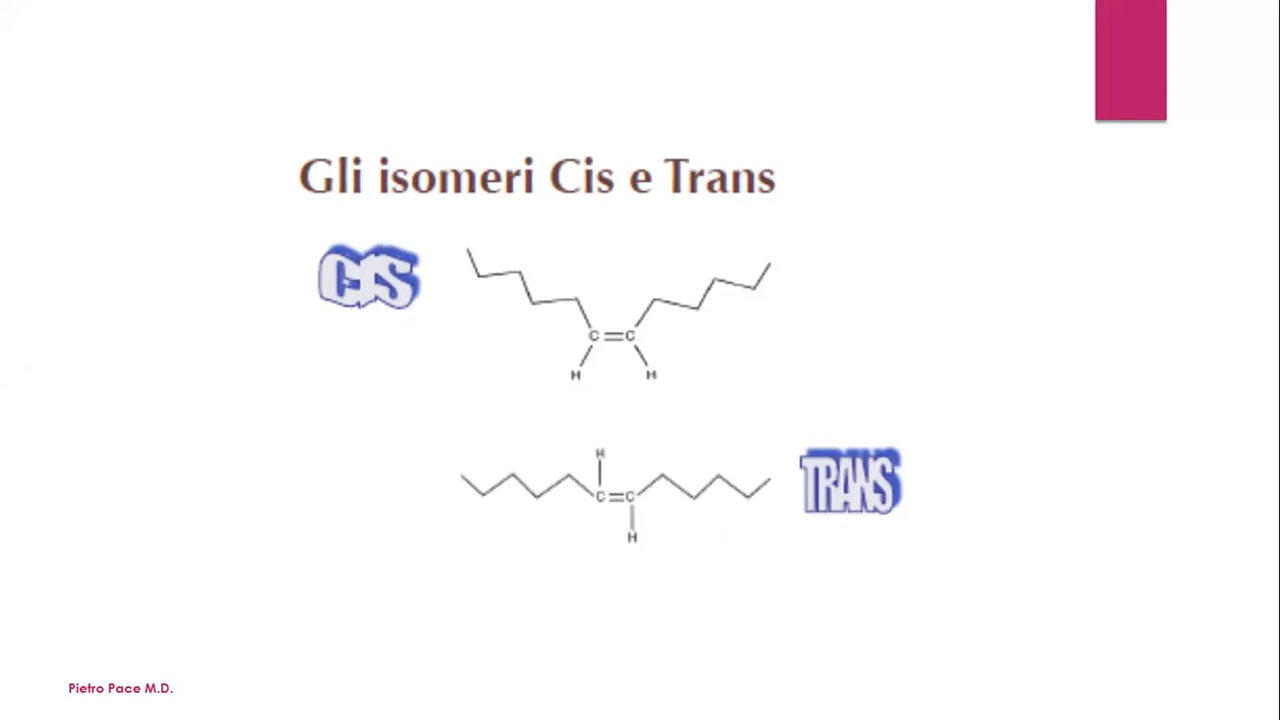 Gli isomeri Cis e Trans
CIS
C C
H H
H
C C
TRANS
H
Pietro Pace M.D.